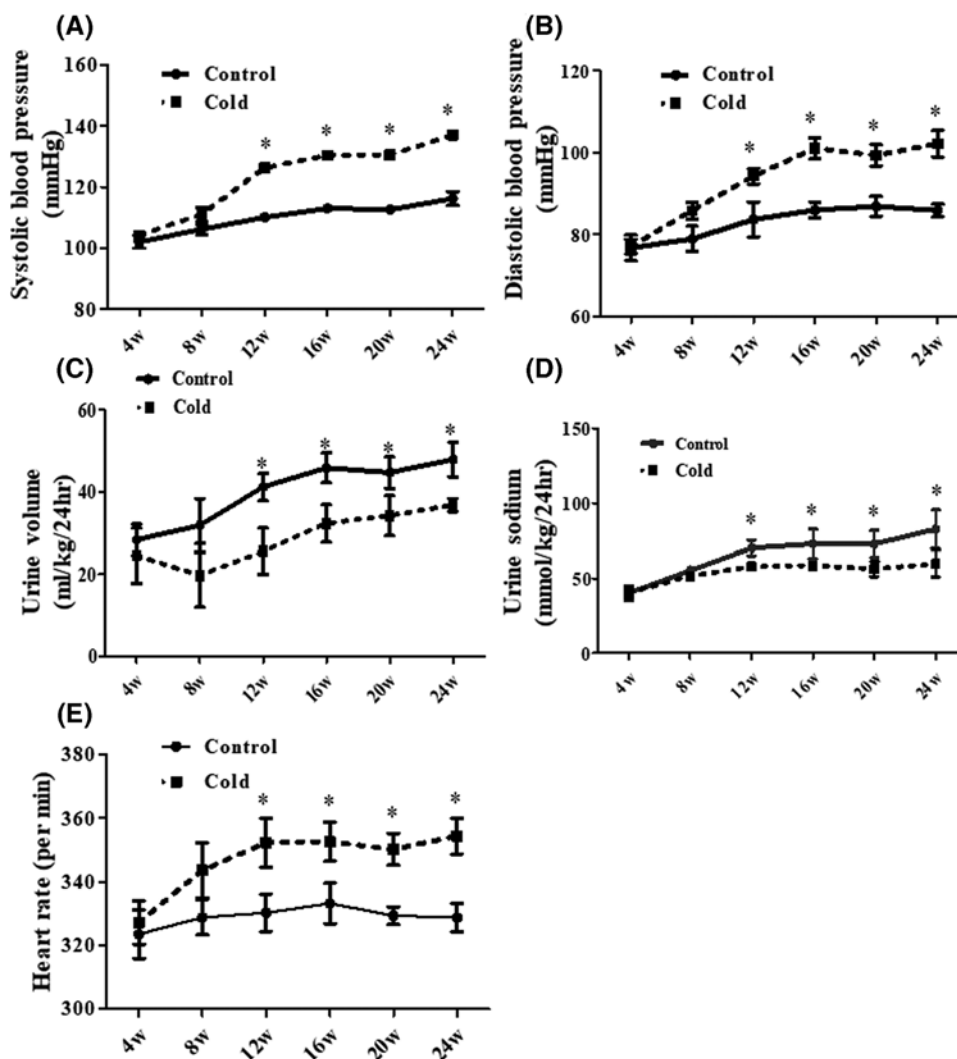 (A)
Systolic blood pressure
(mmHg)
160
140
120
100
80
Control
Cold
*
*
*
*
4w
8w
12w
16w
20w
24w
(B)
Diastolic blood pressure
(mmHg)
120
100
80
60
Control
Cold
*
*
*
*
4w
8w
12w
16w
20w
24w
(C)
Urine volume
(ml/kg/24hr)
60
40
20
0
Control
Cold
*
*
*
*
4w
8w
12w
16w
20w
24w
(D)
Urine sodium
(mmol/kg/24hr)
150
100
50
0
Control
Cold
*
*
*
*
4w
8w
12w
16w
20w
24w
(E)
Heart rate (per min)
380
360
340
320
300
Control
Cold
*
*
*
*
4w
8w
12w
16w
20w
24w